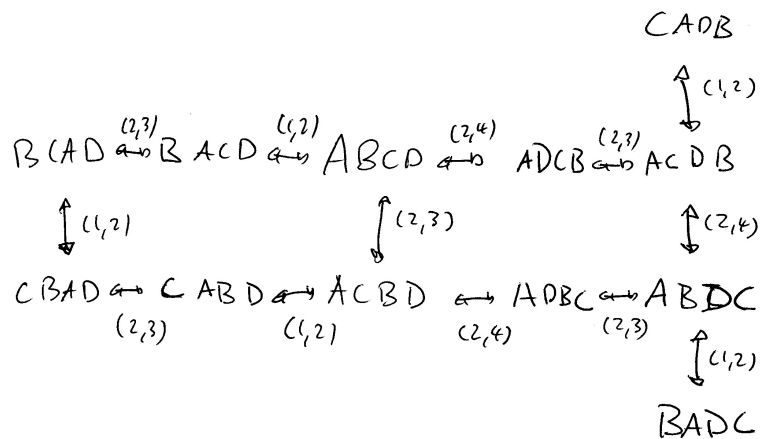 CADB
(1,2)
(2,3) (1,2) (2,4) (2,3)
BCAD ↔ BACD ↔ ABCD ↔ ADCB ↔ ACDB
(1,2) (2,3) (2,4)
CBAD ↔ CABD ↔ ACBD ↔ ADBC ↔ ABDC
(2,3) (1,2) (2,4) (2,3)
(1,2)
BADC